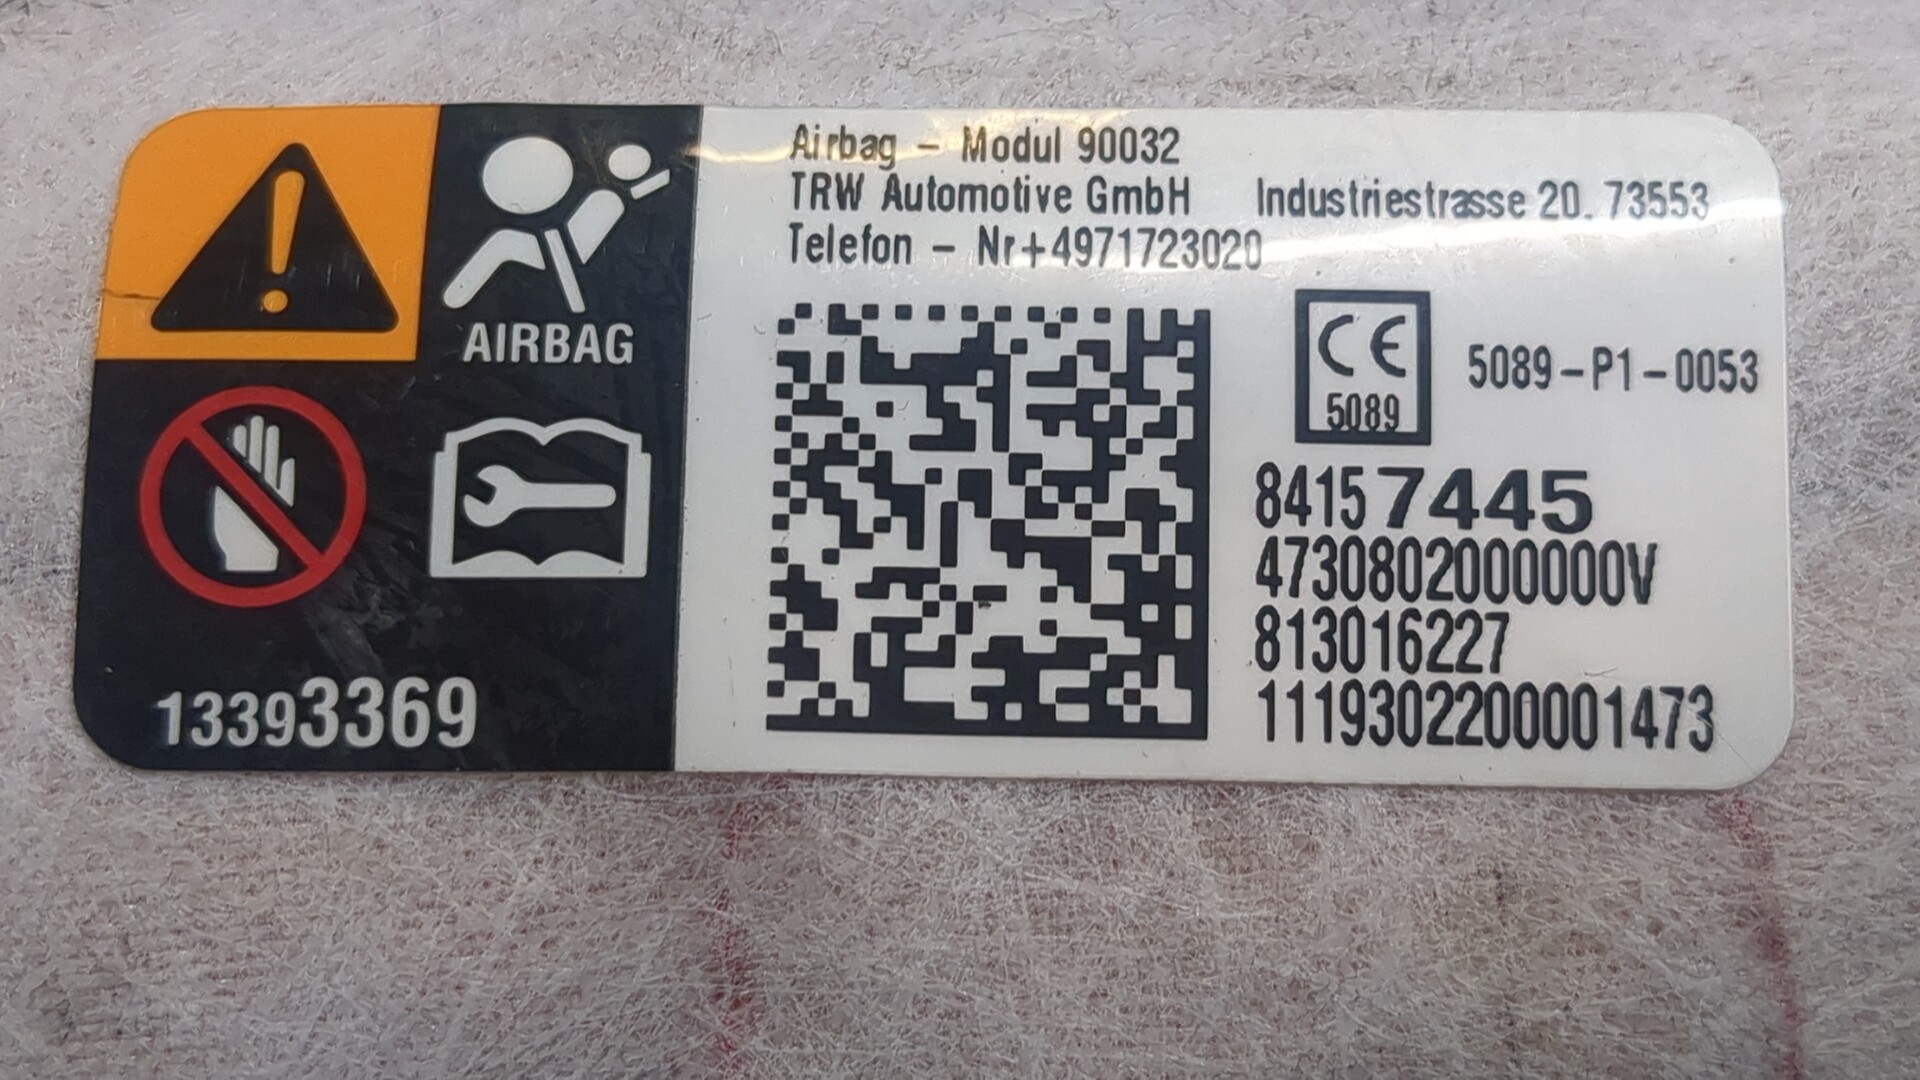 AIRBAG
13393369
Airbag - Modul 90032
TRW Automotive GmbH Industriestrasse 20. 73553
Telefon - Nr+4971723020
CE
5089
5089-P1-0053
84157445
4730802000000V
813016227
1119302200001473